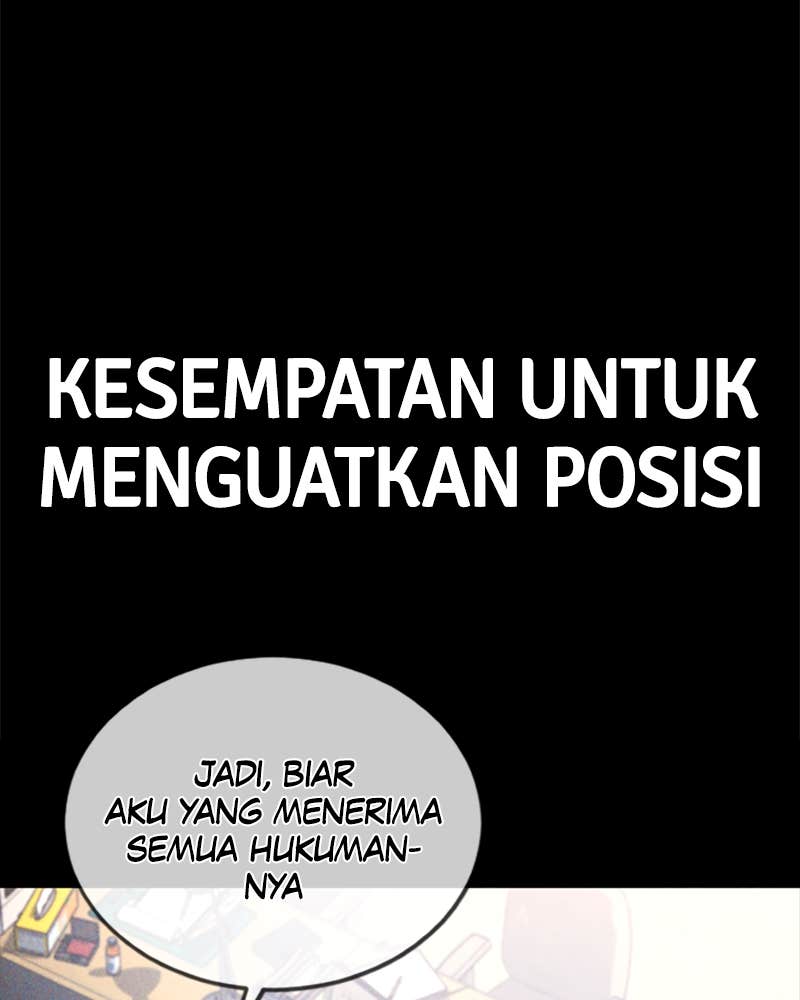 KESEMPATAN UNTUK
MENGUATKAN POSISI
JADI, BIAR
AKU YANG MENERIMA
SEMUA HUKUMAN-
NYA